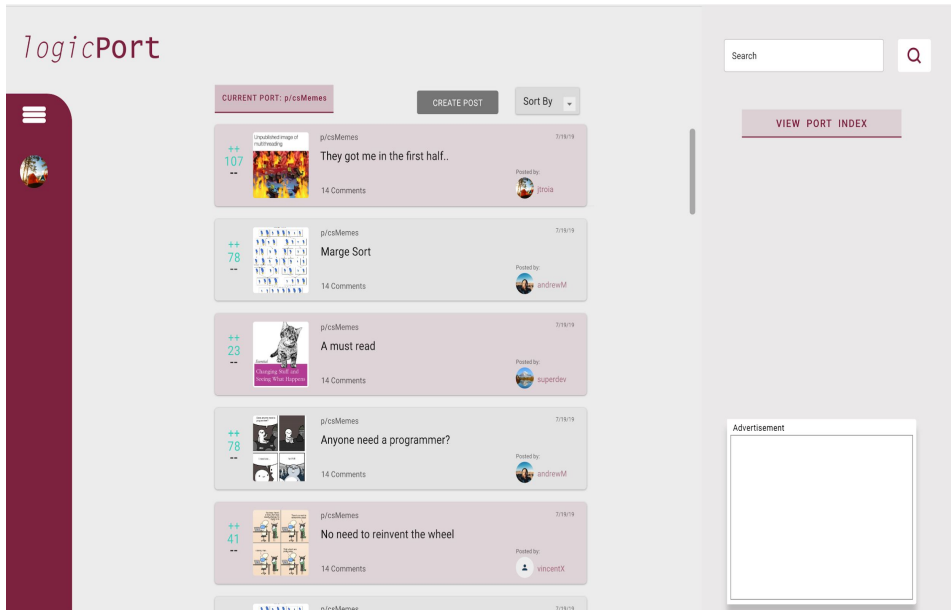 logicPort
Search
CURRENT PORT: p/csMemes
CREATE POST
Sort By
VIEW PORT INDEX
Unpublished image of
multithreading
++
107
--
p/csMemes
7/19/19
They got me in the first half..
14 Comments
Posted by:
jtroia
++
78
--
p/csMemes
7/19/19
Marge Sort
14 Comments
Posted by:
andrewM
++
23
--
Essential
Changing Stuff and
Seeing What Happens
p/csMemes
7/19/19
A must read
14 Comments
Posted by:
superdev
++
78
--
p/csMemes
7/19/19
Anyone need a programmer?
14 Comments
Posted by:
andrewM
++
41
--
p/csMemes
7/19/19
No need to reinvent the wheel
14 Comments
Posted by:
vincentX
p/csMemes
7/19/19
Advertisement